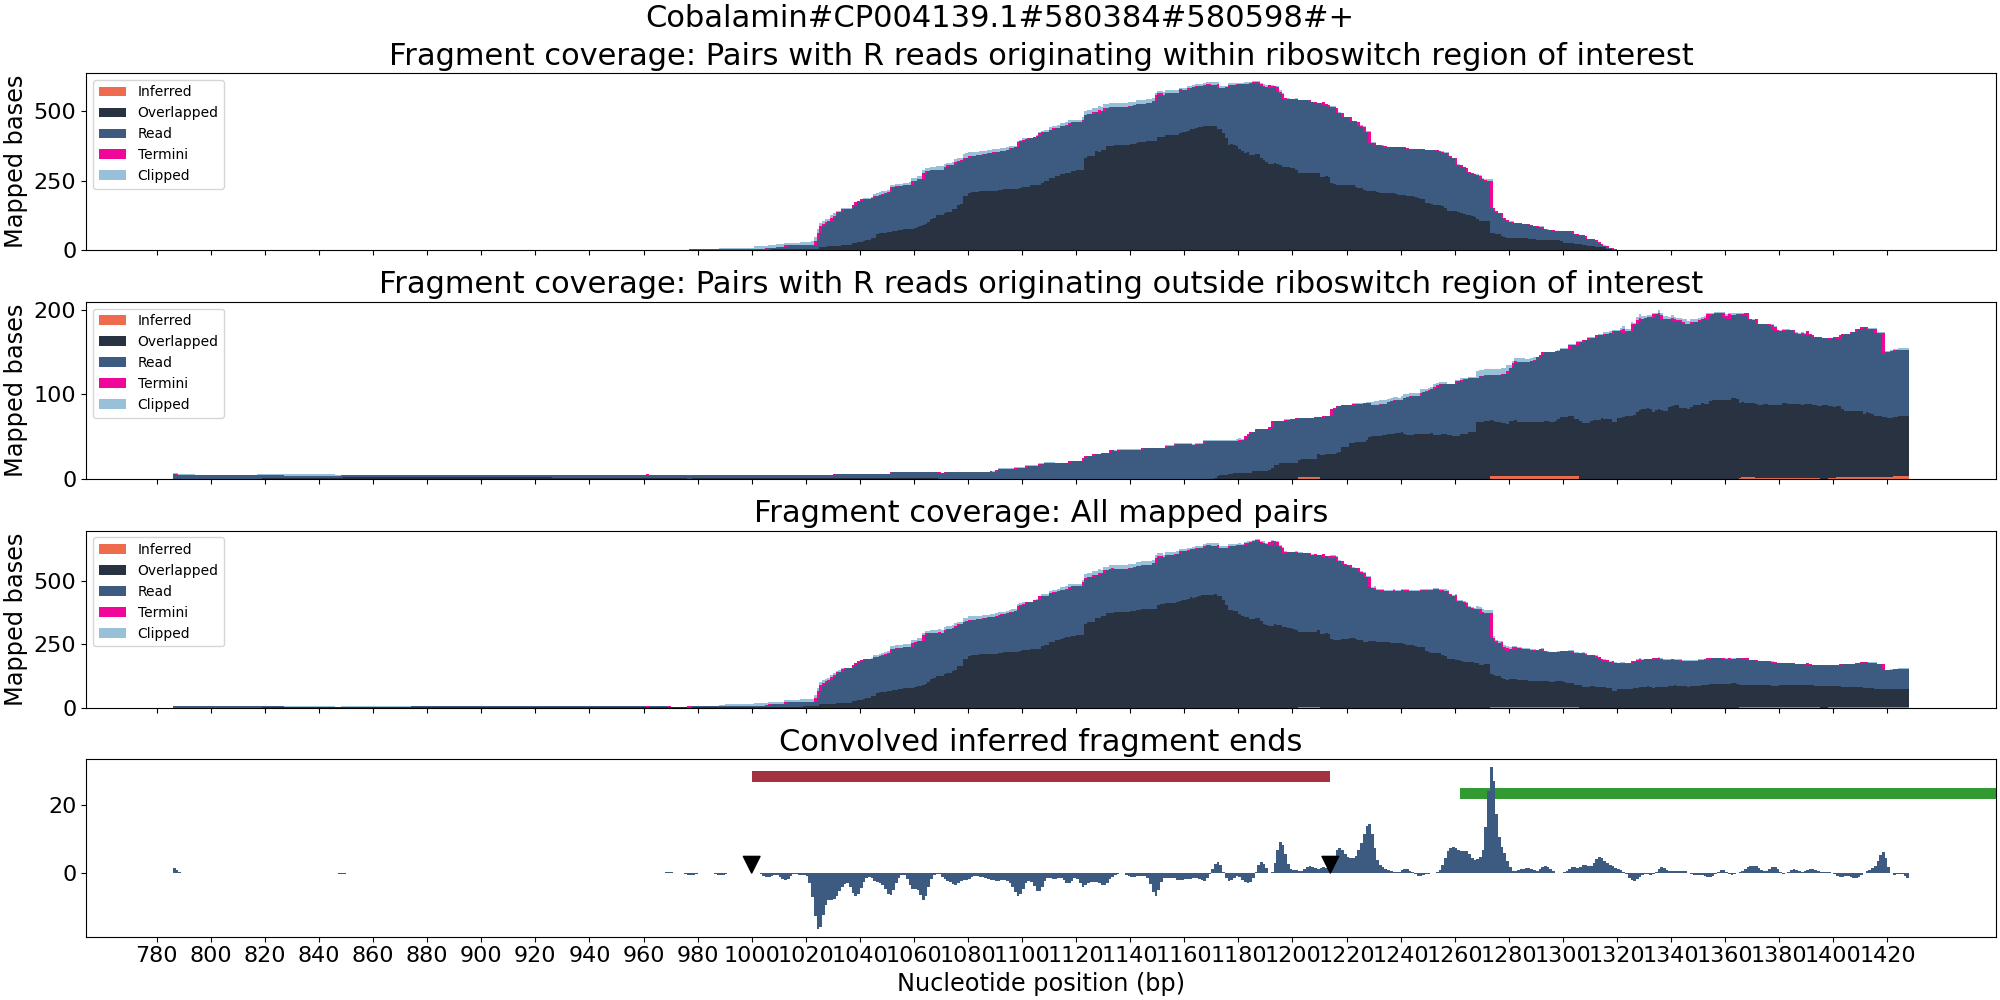 Cobalamin#CP004139.1#580384#580598#+
Fragment coverage: Pairs with R reads originating within riboswitch region of interest
Mapped bases
500
250
0
Inferred
Overlapped
Read
Termini
Clipped
Fragment coverage: Pairs with R reads originating outside riboswitch region of interest
Mapped bases
200
100
0
Inferred
Overlapped
Read
Termini
Clipped
Fragment coverage: All mapped pairs
Mapped bases
500
250
0
Inferred
Overlapped
Read
Termini
Clipped
Convolved inferred fragment ends
20
0
780 800 820 840 860 880 900 920 940 960 980 1000 1020 1040 1060 1080 1100 1120 1140 1160 1180 1200 1220 1240 1260 1280 1300 1320 1340 1360 1380 1400 1420
Nucleotide position (bp)